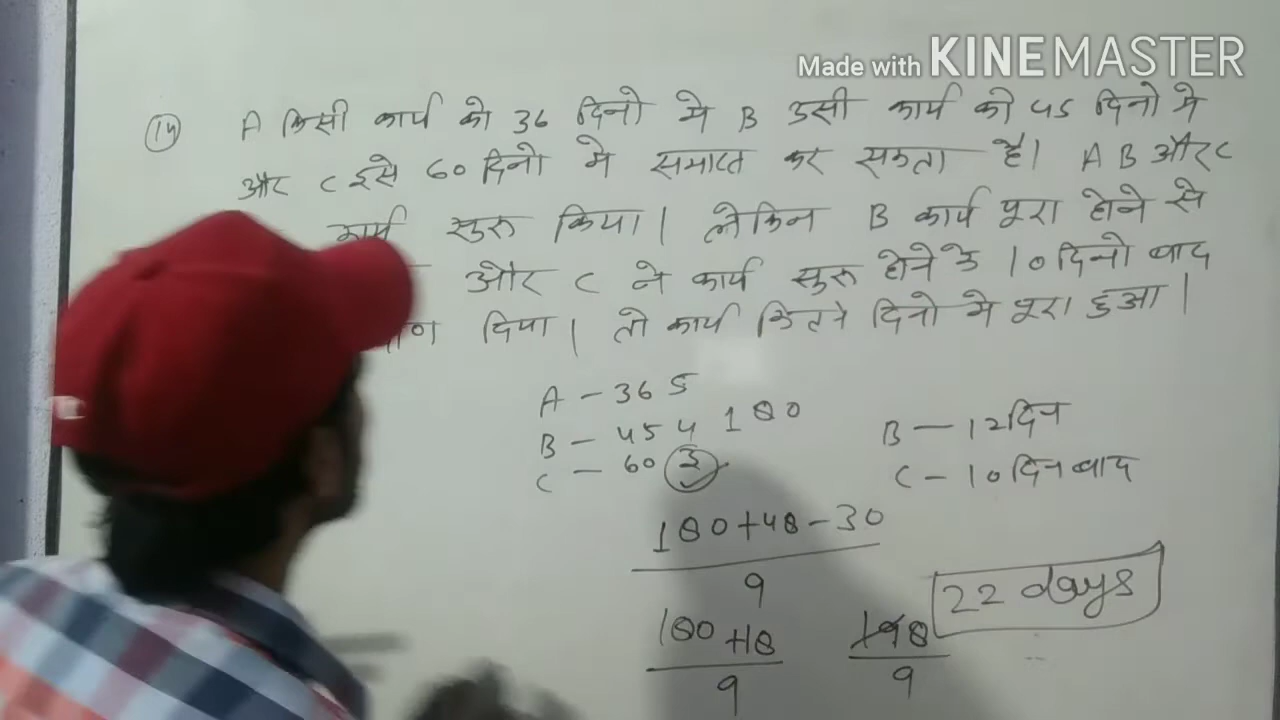 Made with KINEMASTER
(14) A किसी कार्य को 36 दिनो मे B उसी कार्य को 45 दिनो मे
और C इसे 60 दिनो मे समाप्त कर सकता है। A B और C
कार्य सुरु किया। लेकिन B कार्य पूरा होने से
और C ने कार्य सुरु होने के 10 दिनो बाद
दिया। तो कार्य कितने दिनो मे पूरा हुआ।
A - 36 5
B - 45 4 180
C - 60 3
B - 12 दिन
C - 10 दिन बाद
180+48-30
9
180+18
9
198
9
22 days